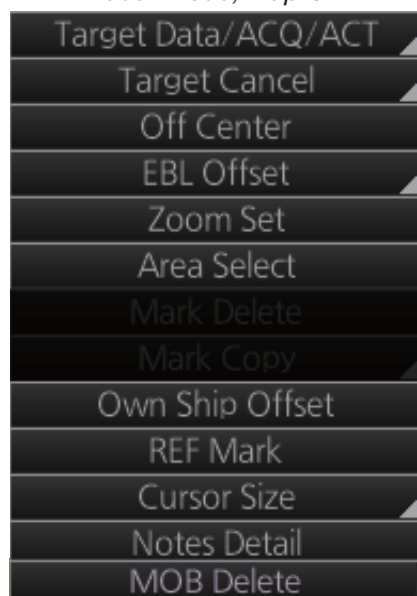 Target Data/ACQ/ACT
Target Cancel
Off Center
EBL Offset
Zoom Set
Area Select
Mark Delete
Mark Copy
Own Ship Offset
REF Mark
Cursor Size
Notes Detail
MOB Delete